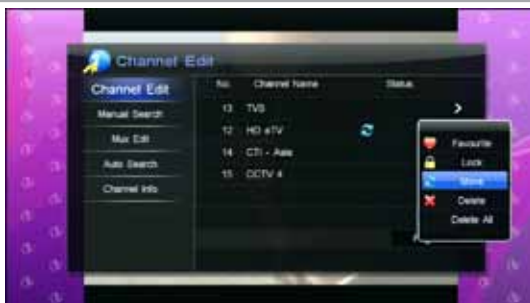 Channel Edit
Channel Edit
Manual Search
Mux Edit
Auto Search
Channel Info
No. Channel Name Status
13 TVB
12 HD eTV
14 CTI - Asia
15 CCTV 4
Favourite
Lock
Move
Delete
Delete All